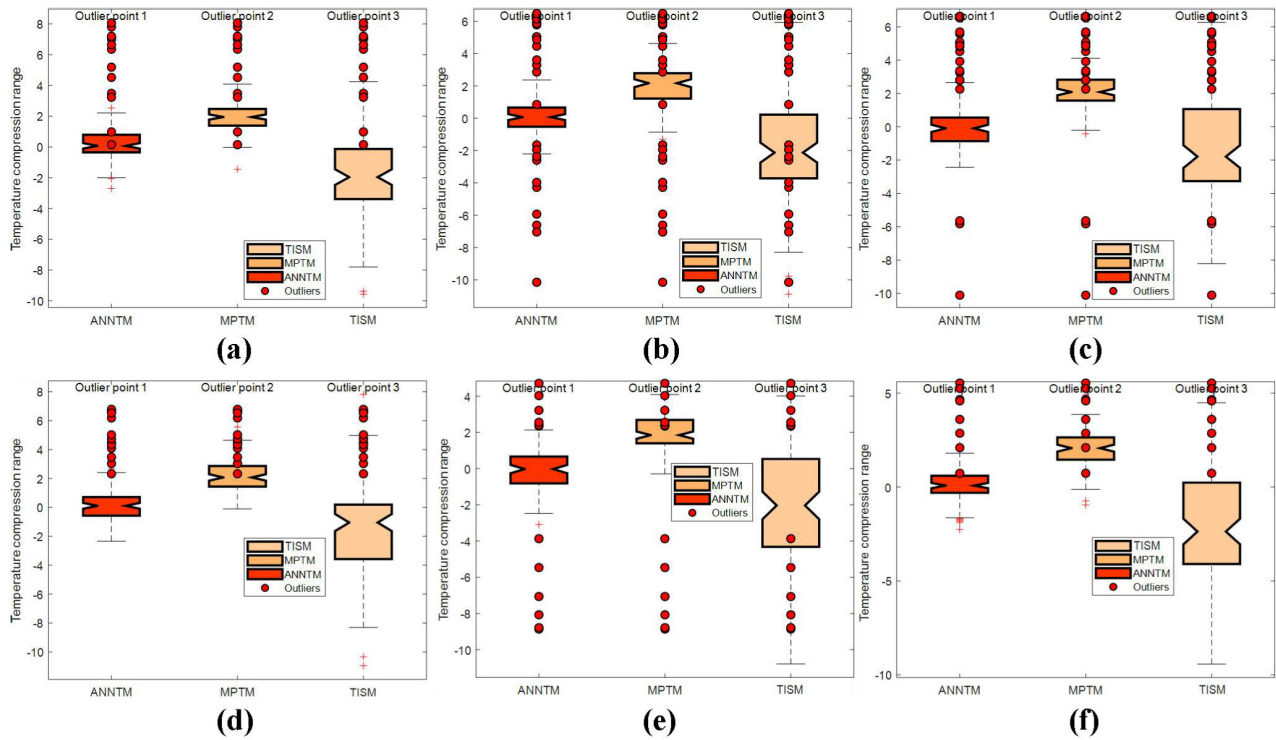 Outlier point 1 Outlier point 2 Outlier point 3
Temperature compression range
8
6
4
2
0
-2
-4
-6
-8
-10
TISM
MPTM
ANNTM
Outliers
ANNTM MPTM TISM
(a)
Outlier point 1 Outlier point 2 Outlier point 3
Temperature compression range
6
4
2
0
-2
-4
-6
-8
-10
TISM
MPTM
ANNTM
Outliers
ANNTM MPTM TISM
(b)
Outlier point 1 Outlier point 2 Outlier point 3
Temperature compression range
6
4
2
0
-2
-4
-6
-8
-10
TISM
MPTM
ANNTM
Outliers
ANNTM MPTM TISM
(c)
Outlier point 1 Outlier point 2 Outlier point 3
Temperature compression range
8
6
4
2
0
-2
-4
-6
-8
-10
TISM
MPTM
ANNTM
Outliers
ANNTM MPTM TISM
(d)
Outlier point 1 Outlier point 2 Outlier point 3
Temperature compression range
4
2
0
-2
-4
-6
-8
-10
TISM
MPTM
ANNTM
Outliers
ANNTM MPTM TISM
(e)
Outlier point 1 Outlier point 2 Outlier point 3
Temperature compression range
5
0
-5
-10
TISM
MPTM
ANNTM
Outliers
ANNTM MPTM TISM
(f)